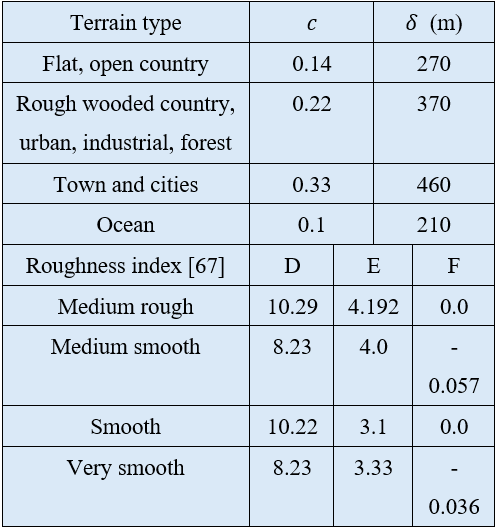 Terrain type c δ (m)
Flat, open country 0.14 270
Rough wooded country, 0.22 370
urban, industrial, forest
Town and cities 0.33 460
Ocean 0.1 210
Roughness index [67] D E F
Medium rough 10.29 4.192 0.0
Medium smooth 8.23 4.0 -
0.057
Smooth 10.22 3.1 0.0
Very smooth 8.23 3.33 -
0.036